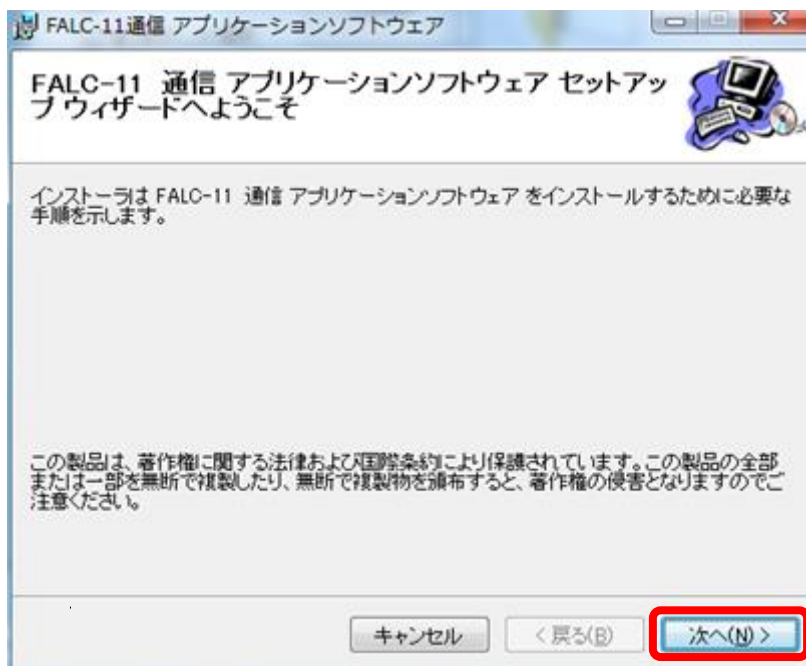 FALC-11通信 アプリケーションソフトウェア
FALC-11 通信 アプリケーションソフトウェア セットアッ
プ ウィザードへようこそ
インストーラは FALC-11 通信 アプリケーションソフトウェア をインストールするために必要な
手順を示します。
この製品は、著作権に関する法律および国際条約により保護されています。この製品の全部
または一部を無断で複製したり、無断で複製物を頒布すると、著作権の侵害となりますのでご
注意ください。
キャンセル
< 戻る(B)
次へ(N) >